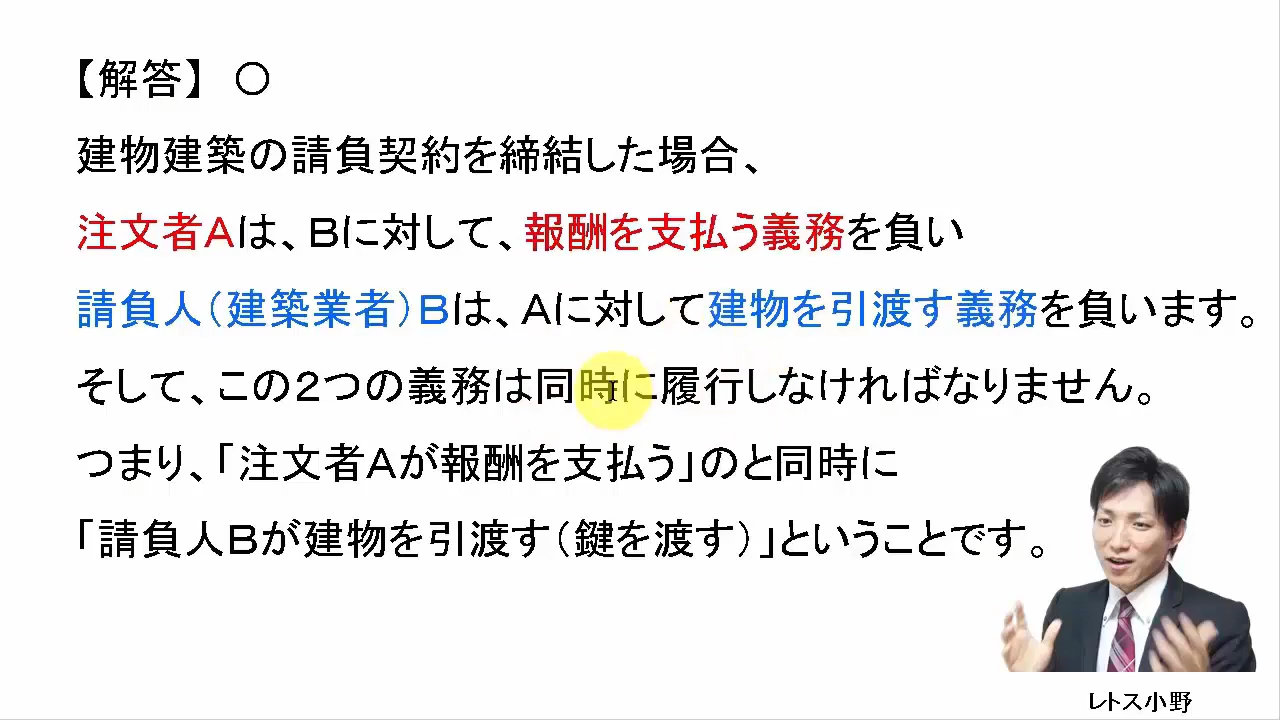 【解答】 ○
建物建築の請負契約を締結した場合、
注文者Ａは、Ｂに対して、報酬を支払う義務を負い
請負人（建築業者）Ｂは、Ａに対して建物を引渡す義務を負います。
そして、この２つの義務は同時に履行しなければなりません。
つまり、「注文者Ａが報酬を支払う」のと同時に
「請負人Ｂが建物を引渡す（鍵を渡す）」ということです。
レトス小野